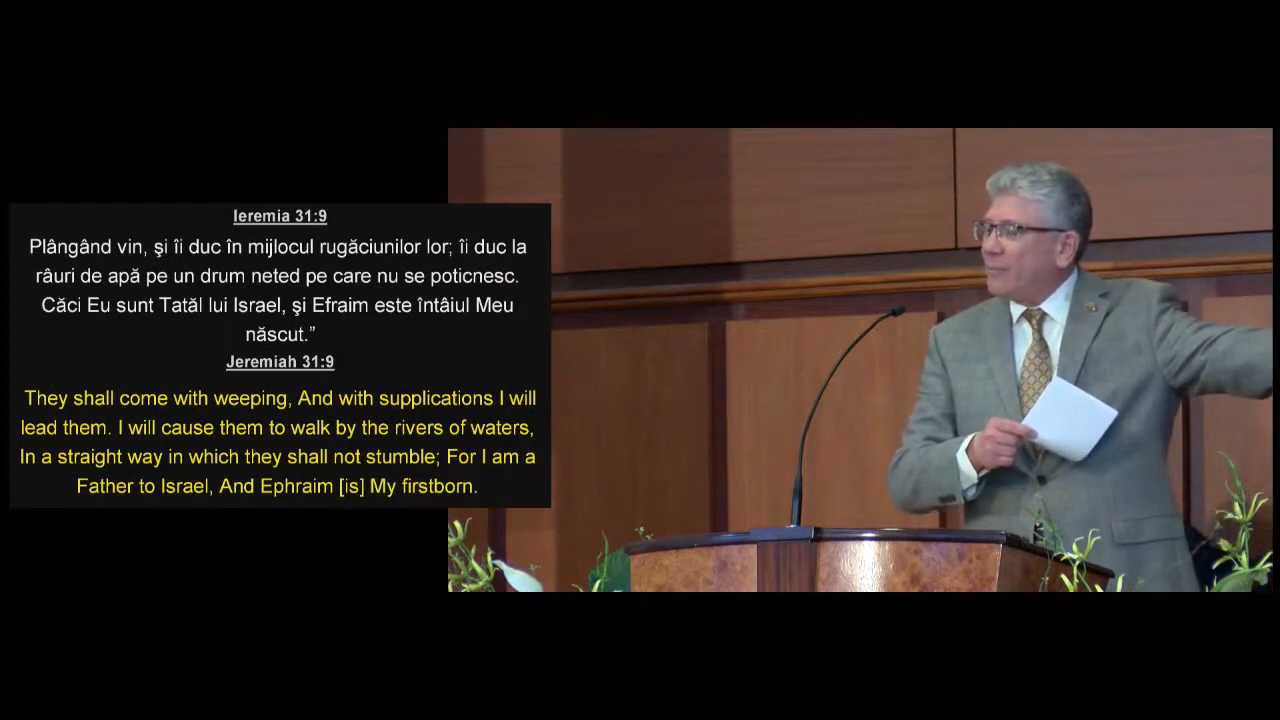 Ieremia 31:9
Plângând vin, şi îi duc în mijlocul rugăciunilor lor; îi duc la
râuri de apă pe un drum neted pe care nu se poticnesc.
Căci Eu sunt Tatăl lui Israel, şi Efraim este întâiul Meu
născut.”
Jeremiah 31:9
They shall come with weeping, And with supplications I will
lead them. I will cause them to walk by the rivers of waters,
In a straight way in which they shall not stumble; For I am a
Father to Israel, And Ephraim [is] My firstborn.